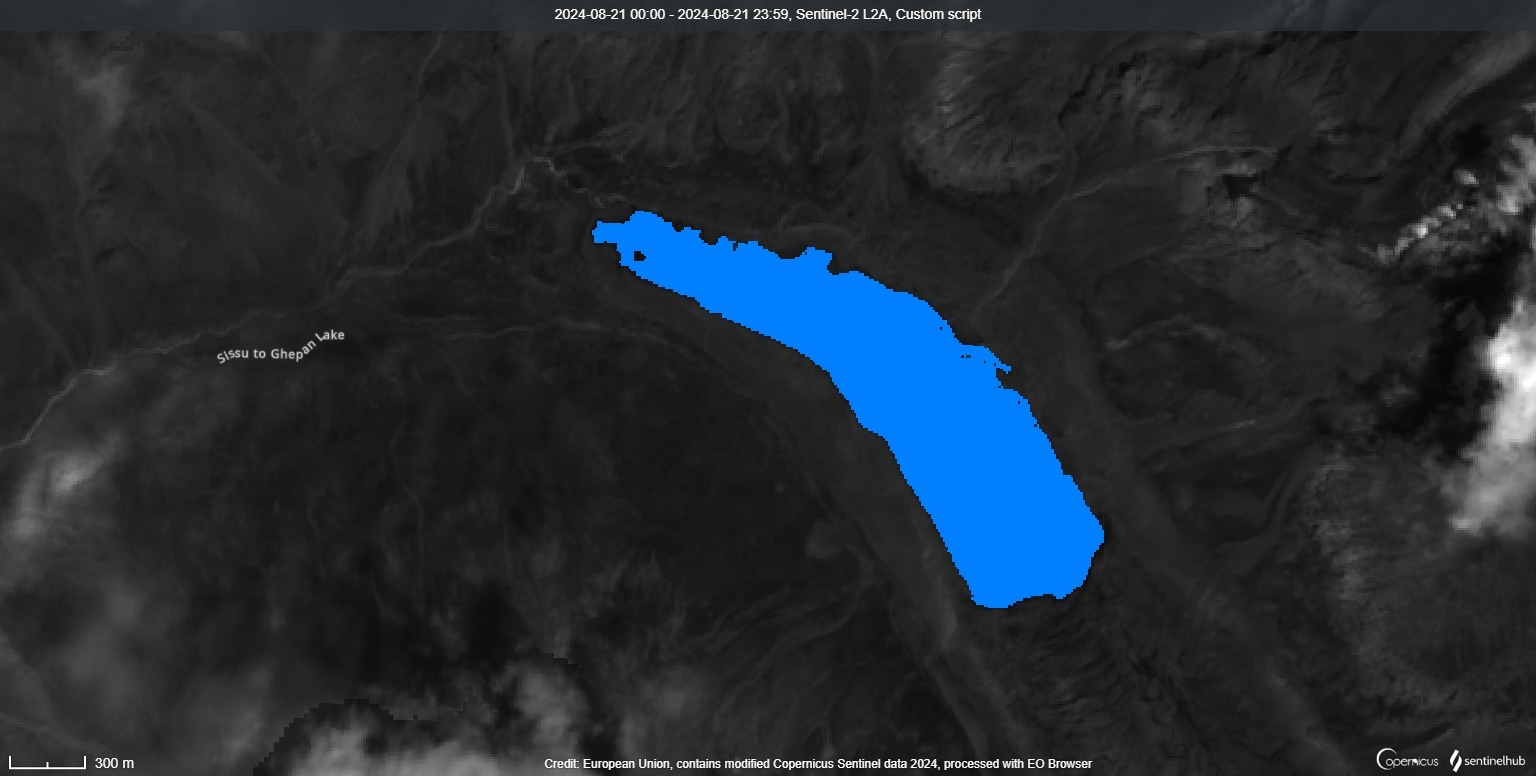 2024-08-21 00:00 - 2024-08-21 23:59, Sentinel-2 L2A, Custom script
Sissu to Ghepan Lake
300 m
Credit: European Union, contains modified Copernicus Sentinel data 2024, processed with EO Browser
Copernicus
sentinelhub